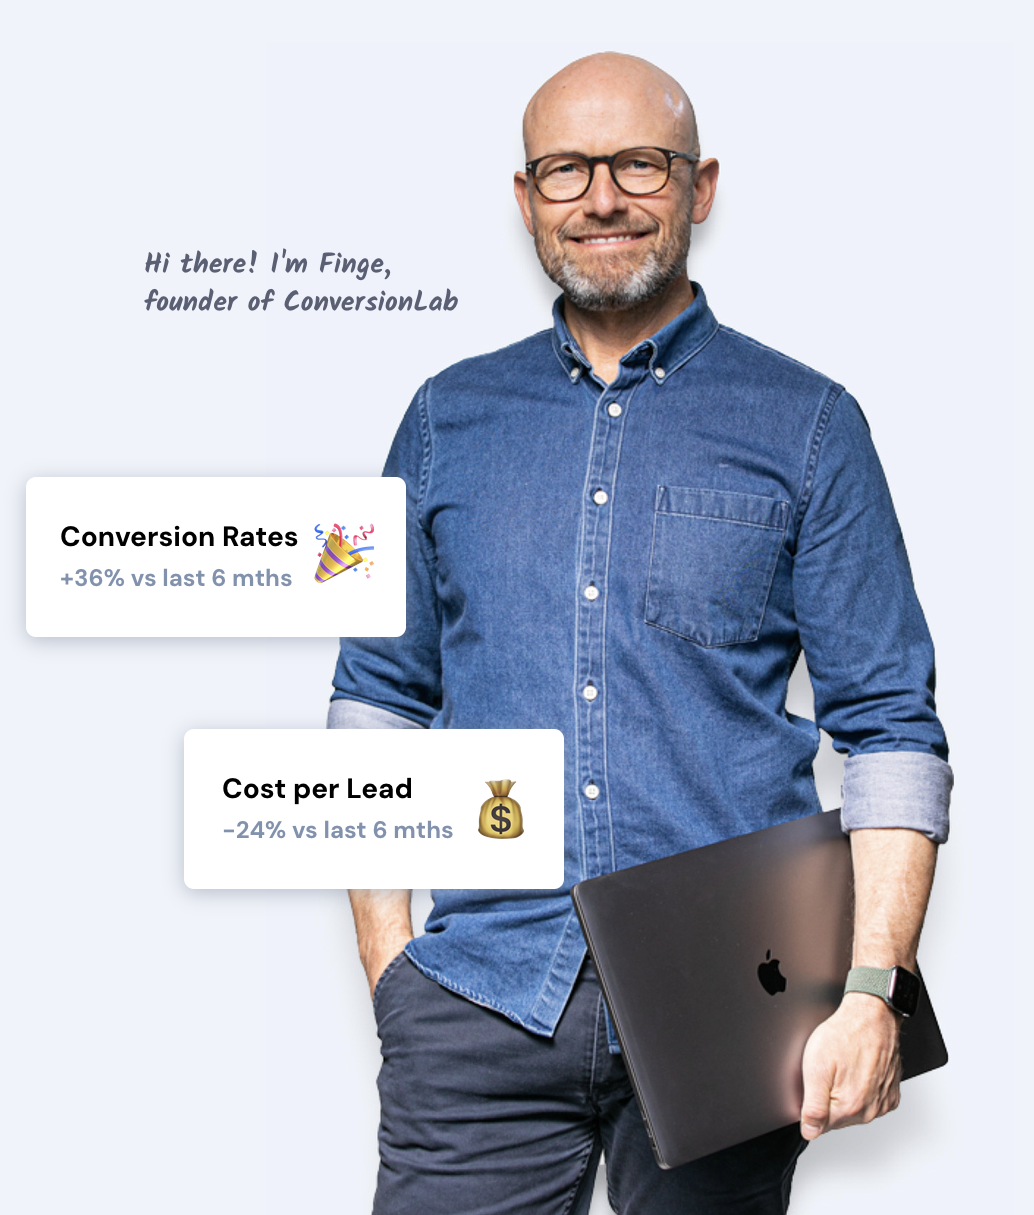 Hi there! I'm Finge,
founder of ConversionLab
Conversion Rates
+36% vs last 6 mths
Cost per Lead
-24% vs last 6 mths